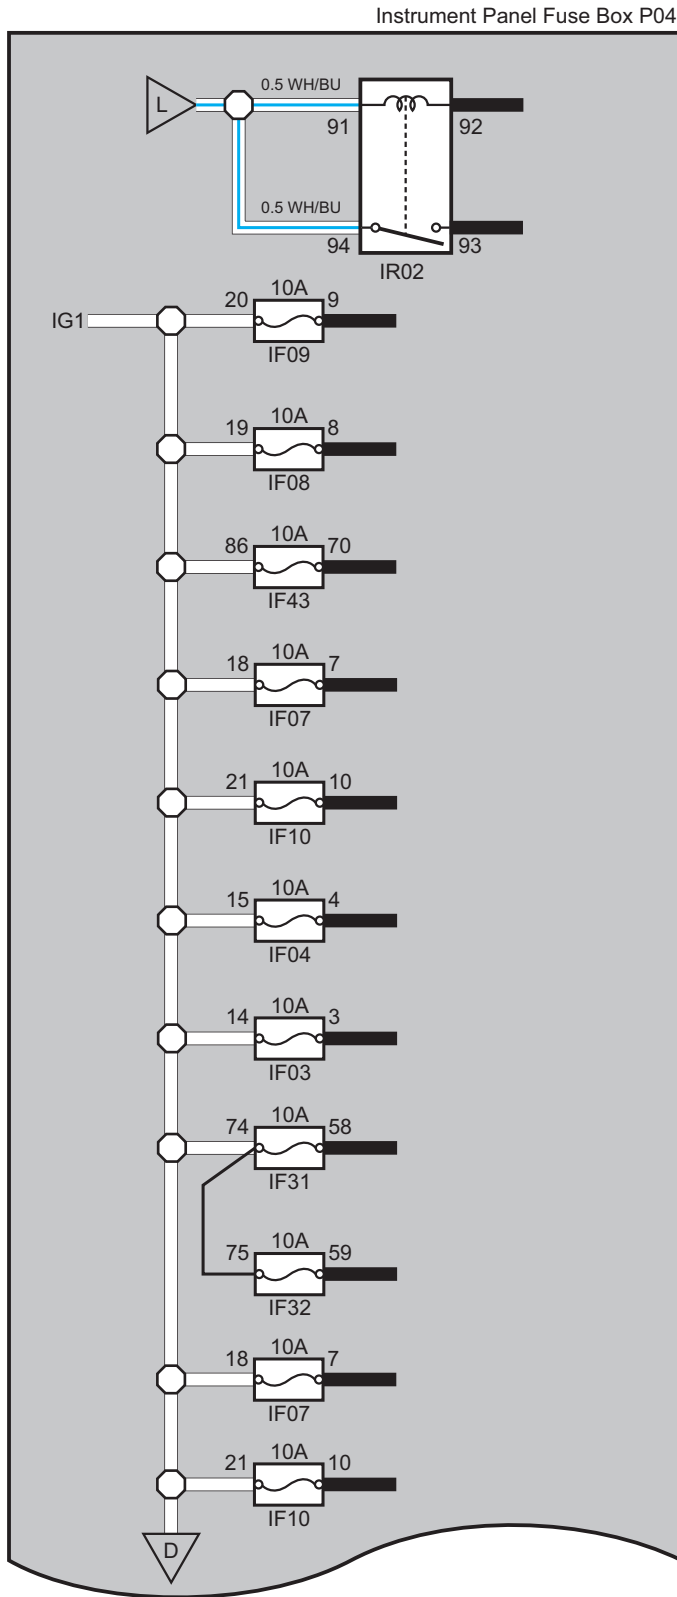 Instrument Panel Fuse Box P04
L
0.5 WH/BU
91 92
0.5 WH/BU
94 93
IR02
10A
20 9
IG1
IF09
10A
19 8
IF08
10A
86 70
IF43
10A
18 7
IF07
10A
21 10
IF10
10A
15 4
IF04
10A
14 3
IF03
10A
74 58
IF31
10A
75 59
IF32
10A
18 7
IF07
10A
21 10
IF10
D